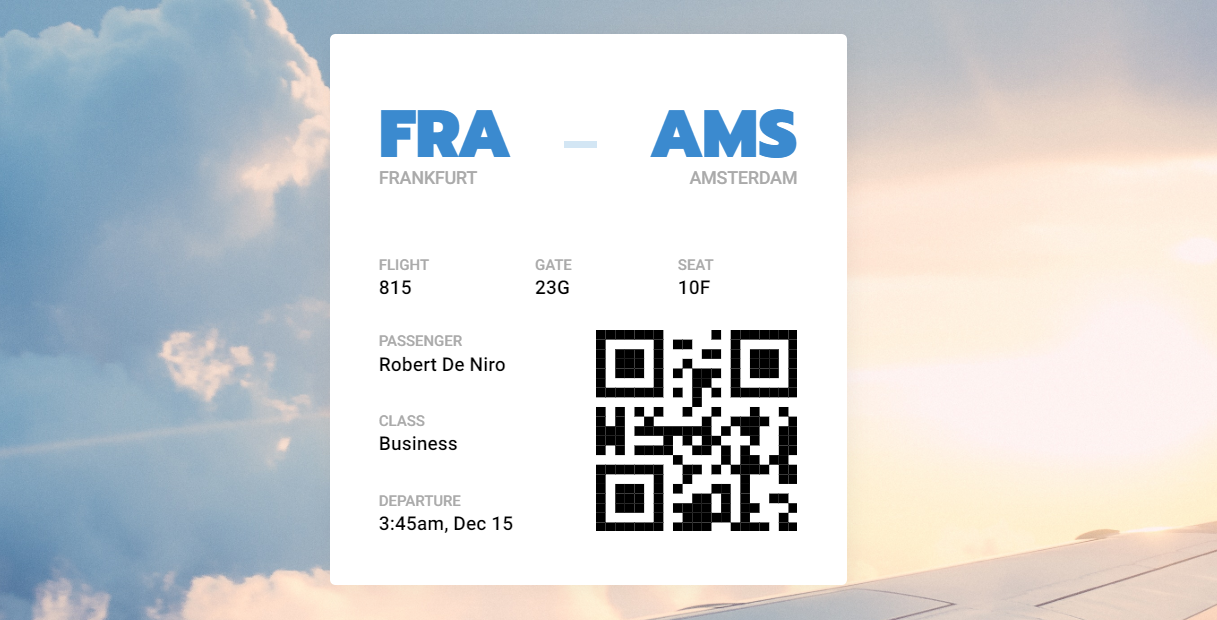 FRA – AMS
FRANKFURT AMSTERDAM
FLIGHT GATE SEAT
815 23G 10F
PASSENGER
Robert De Niro
CLASS
Business
DEPARTURE
3:45am, Dec 15